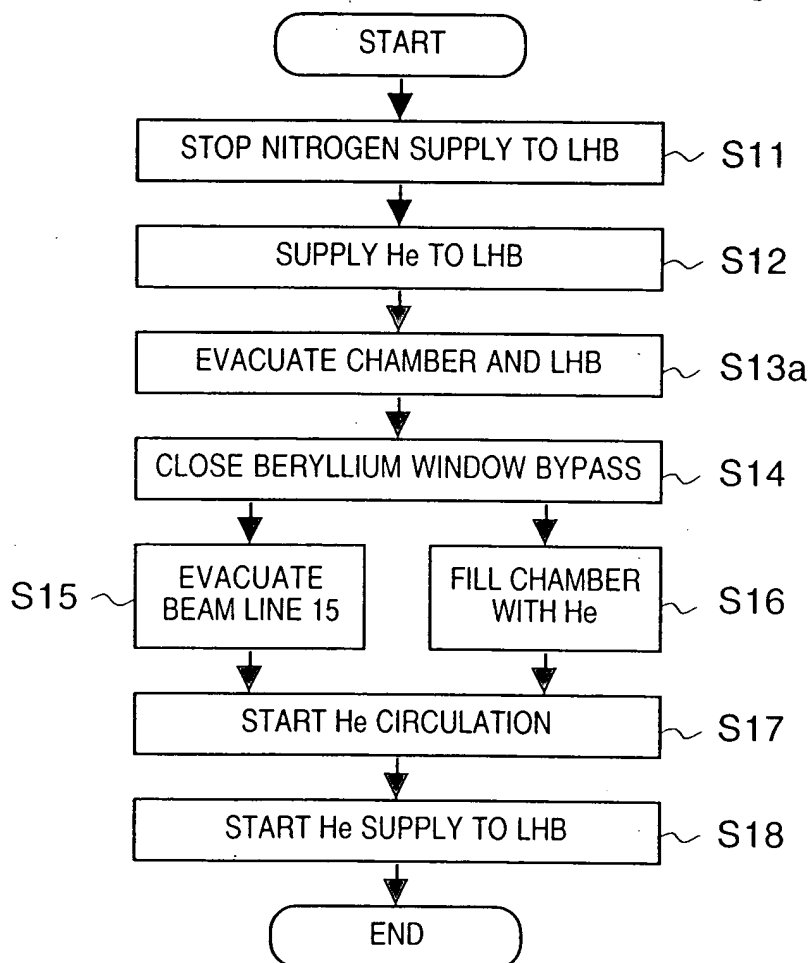 START
STOP NITROGEN SUPPLY TO LHB
S11
SUPPLY He TO LHB
S12
EVACUATE CHAMBER AND LHB
S13a
CLOSE BERYLLIUM WINDOW BYPASS
S14
S15
EVACUATE
BEAM LINE 15
FILL CHAMBER
WITH He
S16
START He CIRCULATION
S17
START He SUPPLY TO LHB
S18
END